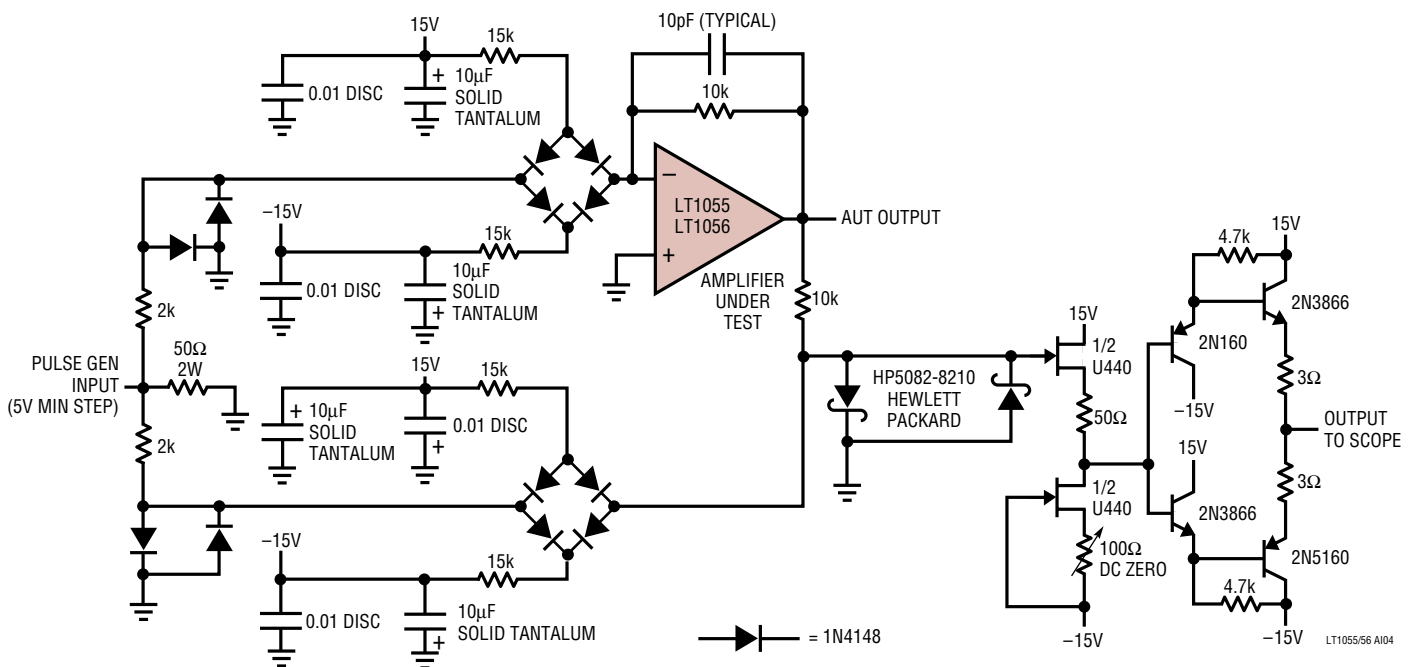 10pF (TYPICAL)
15V
15k
10k
0.01 DISC
+
10µF
SOLID
TANTALUM
–
LT1055
LT1056
+
AUT OUTPUT
AMPLIFIER
UNDER
TEST
–15V
15k
0.01 DISC
10µF
SOLID
TANTALUM
+
10k
2k
PULSE GEN
INPUT
(5V MIN STEP)
50Ω
2W
2k
15V
15k
+
10µF
SOLID
TANTALUM
0.01 DISC
+
–15V
15k
0.01 DISC
10µF
SOLID TANTALUM
+
HP5082-8210
HEWLETT
PACKARD
15V
1/2
U440
50Ω
1/2
U440
100Ω
DC ZERO
–15V
4.7k
15V
2N3866
2N160
–15V
3Ω
OUTPUT
TO SCOPE
15V
3Ω
2N3866
2N5160
4.7k
–15V
= 1N4148
LT1055/56 AI04